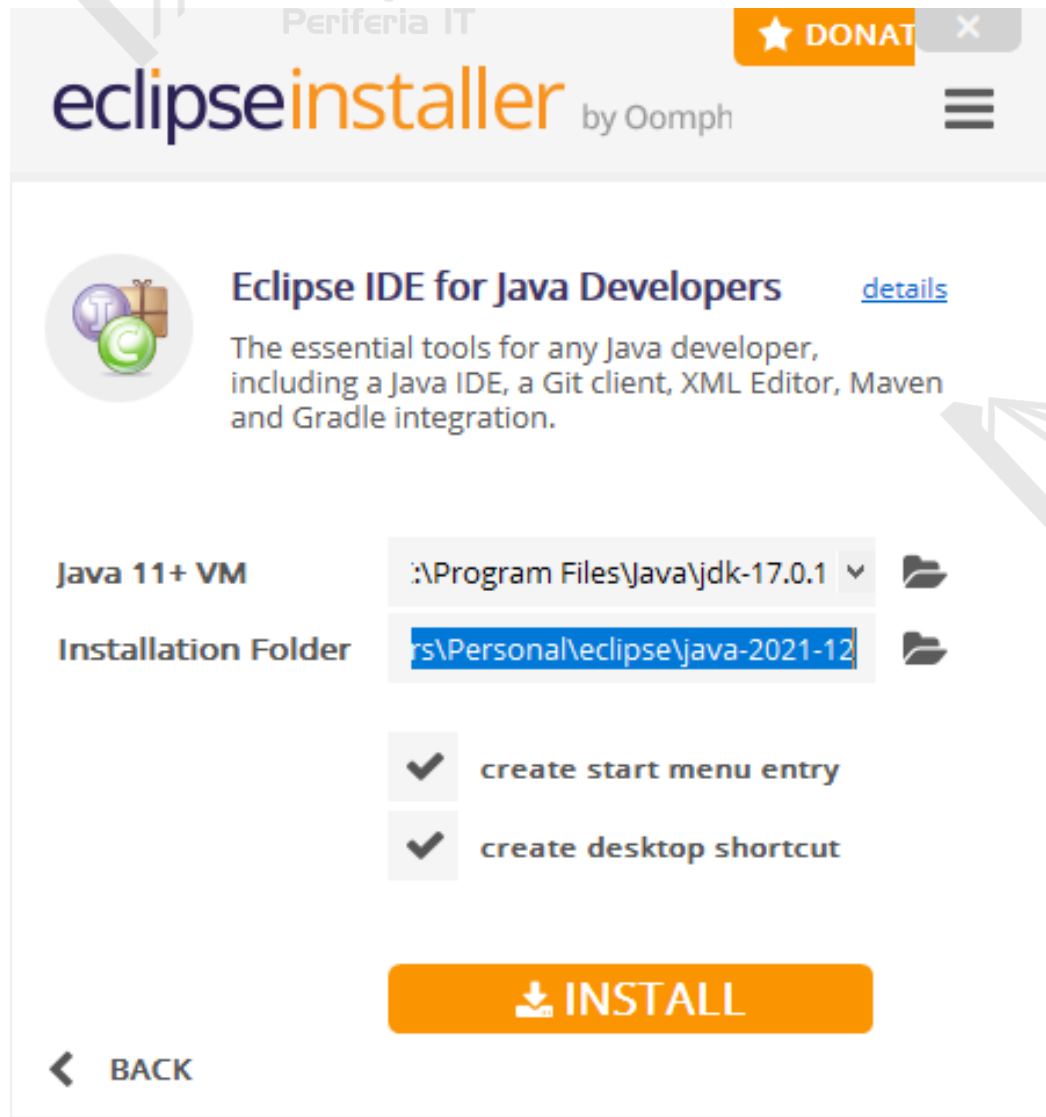 Periferia IT
DONAT
eclipseinstaller by Oomph
Eclipse IDE for Java Developers details
The essential tools for any Java developer,
including a Java IDE, a Git client, XML Editor, Maven
and Gradle integration.
Java 11+ VM :\Program Files\Java\jdk-17.0.1
Installation Folder rs\Personal\eclipse\java-2021-12
create start menu entry
create desktop shortcut
INSTALL
BACK